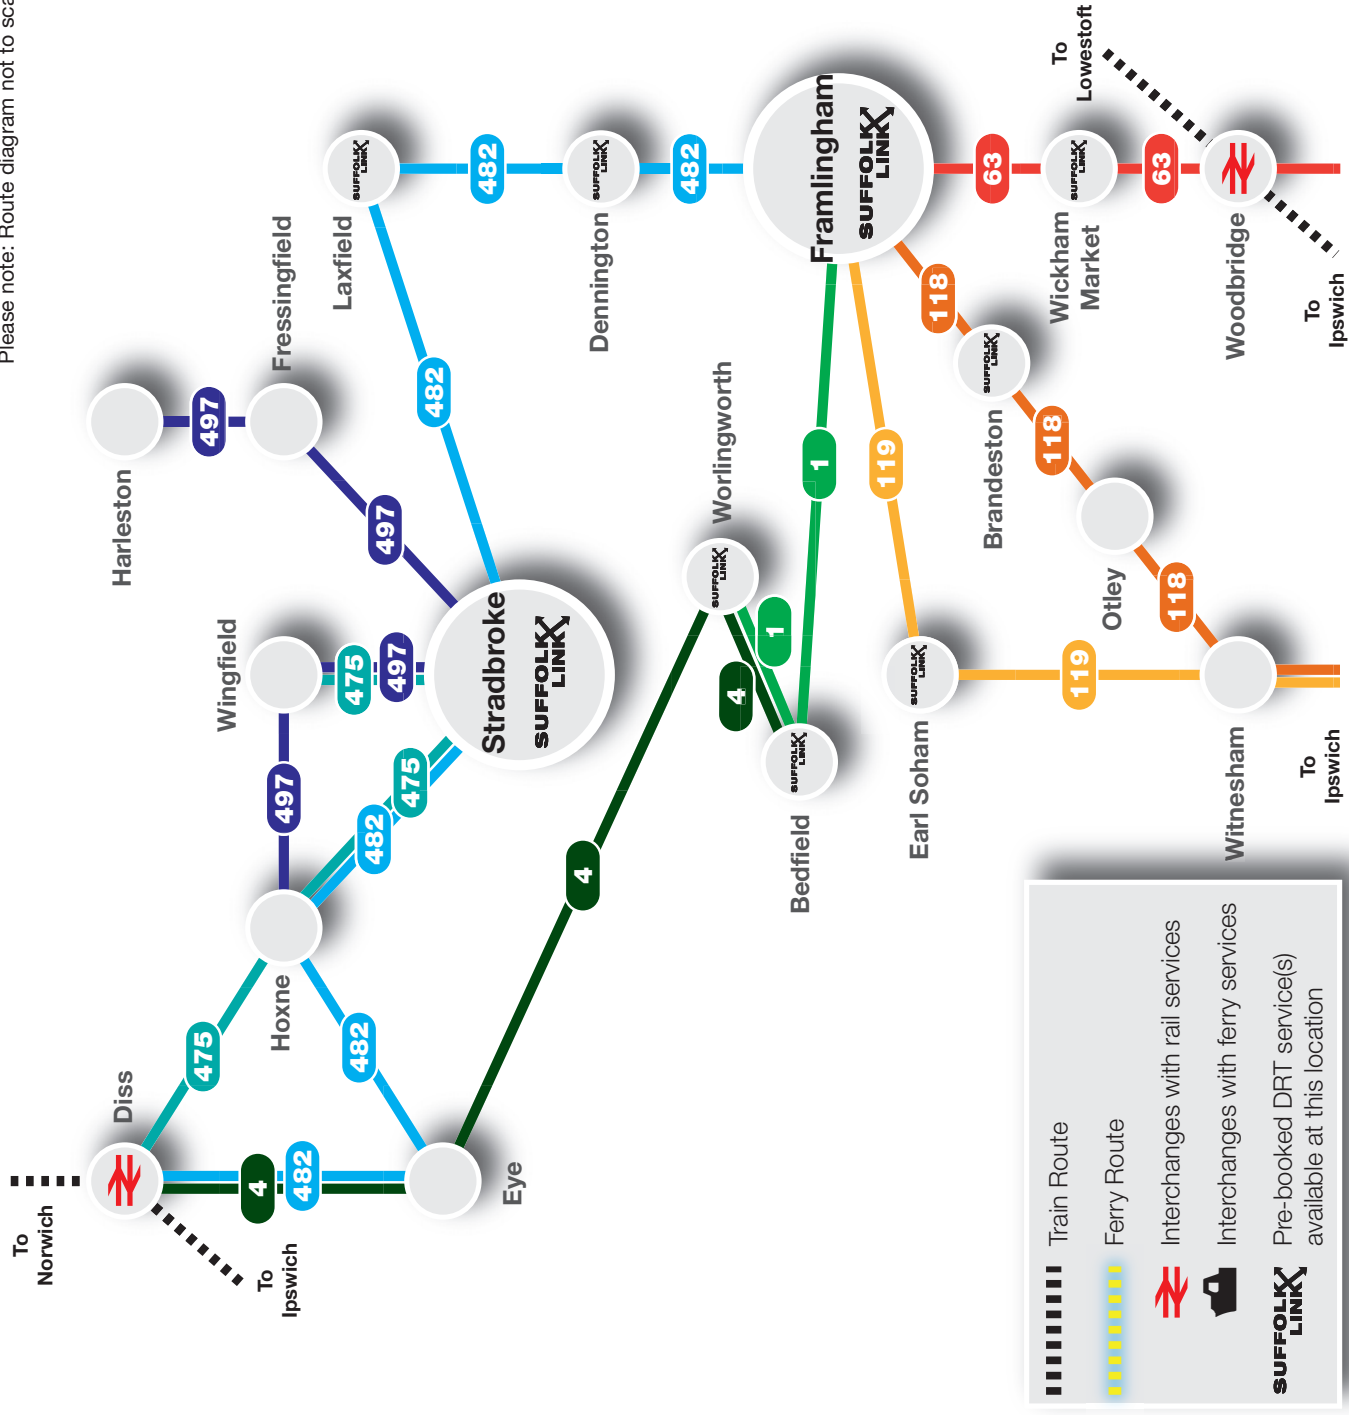 Please note: Route diagram not to sca
To
Norwich
Diss
To
Ipswich
475
4
482
Eye
482
Hoxne
497
482
475
Wingfield
475
497
Harleston
497
Fressingfield
497
Stradbroke
SUFFOLK
LINK
482
Laxfield
SUFFOLK
LINK
482
Dennington
SUFFOLK
LINK
482
Framlingham
SUFFOLK
LINK
4
Worlingworth
SUFFOLK
LINK
4
1
Bedfield
SUFFOLK
LINK
1
119
Earl Soham
SUFFOLK
LINK
119
118
Brandeston
SUFFOLK
LINK
118
Otley
118
Witnesham
To
Ipswich
63
Wickham
Market
SUFFOLK
LINK
63
Woodbridge
To
Lowestoft
To
Ipswich
Train Route
Ferry Route
Interchanges with rail services
Interchanges with ferry services
SUFFOLK
LINK
Pre-booked DRT service(s)
available at this location